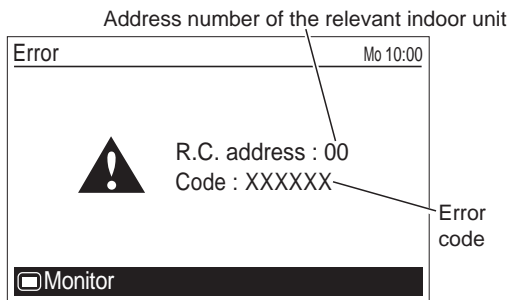 Address number of the relevant indoor unit
Error Mo 10:00
R.C. address : 00
Code : XXXXXX
Error
code
Monitor